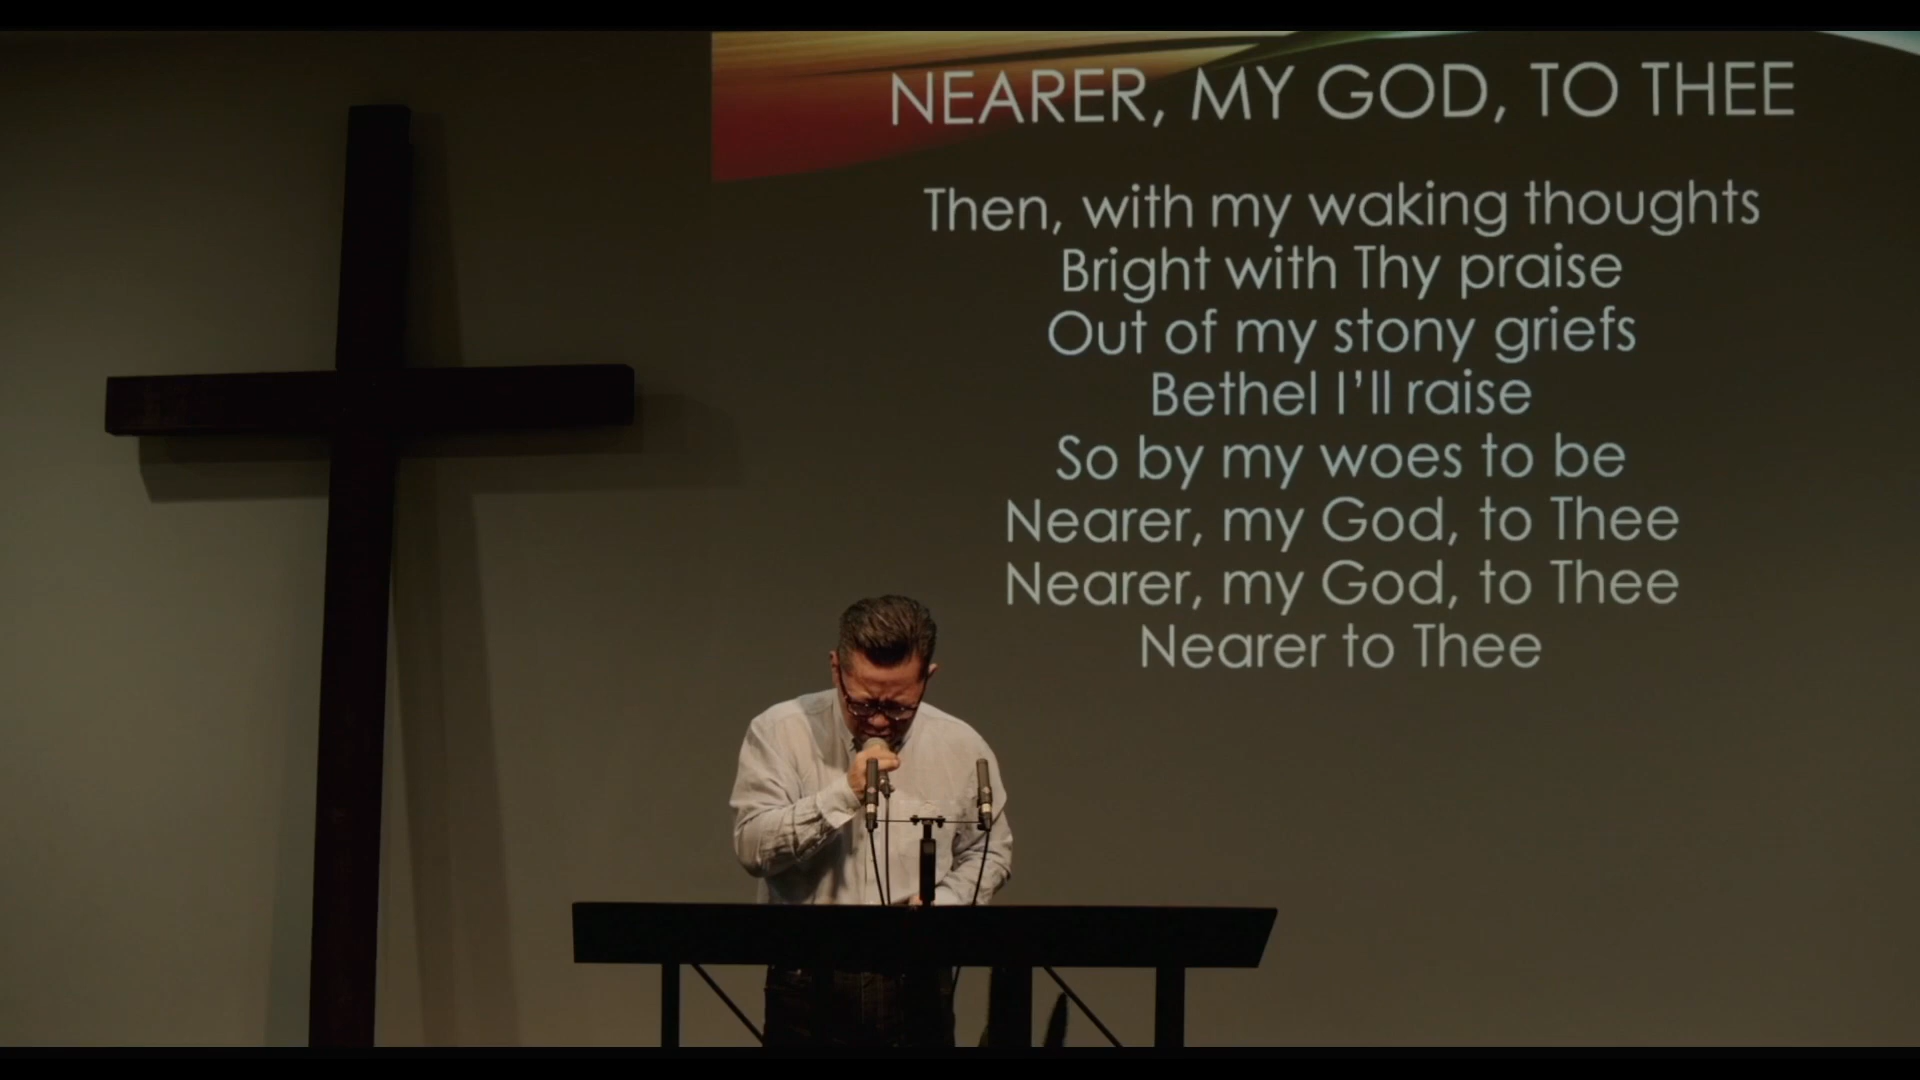 NEARER, MY GOD, TO THEE
Then, with my waking thoughts
Bright with Thy praise
Out of my stony griefs
Bethel I'll raise
So by my woes to be
Nearer, my God, to Thee
Nearer, my God, to Thee
Nearer to Thee